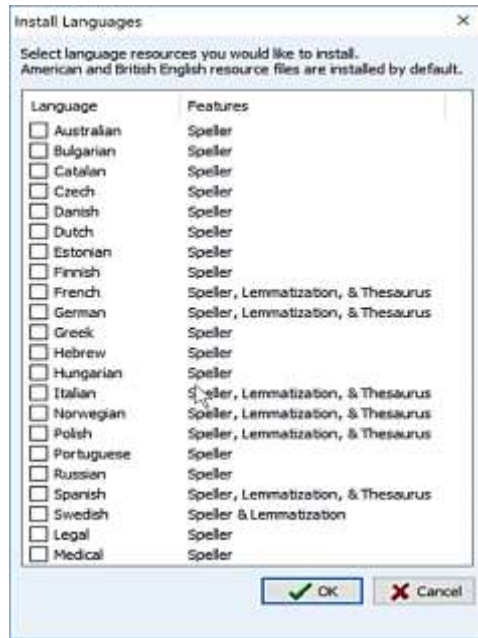 Install Languages
Select language resources you would like to install.
American and British English resource files are installed by default.
Language Features
Australian Speller
Bulgarian Speller
Catalan Speller
Czech Speller
Danish Speller
Dutch Speller
Estonian Speller
Finnish Speller
French Speller, Lemmatization, & Thesaurus
German Speller, Lemmatization, & Thesaurus
Greek Speller
Hebrew Speller
Hungarian Speller
Italian Speller, Lemmatization, & Thesaurus
Norwegian Speller, Lemmatization, & Thesaurus
Polish Speller, Lemmatization, & Thesaurus
Portuguese Speller
Russian Speller
Spanish Speller, Lemmatization, & Thesaurus
Swedish Speller & Lemmatization
Legal Speller
Medical Speller
OK Cancel